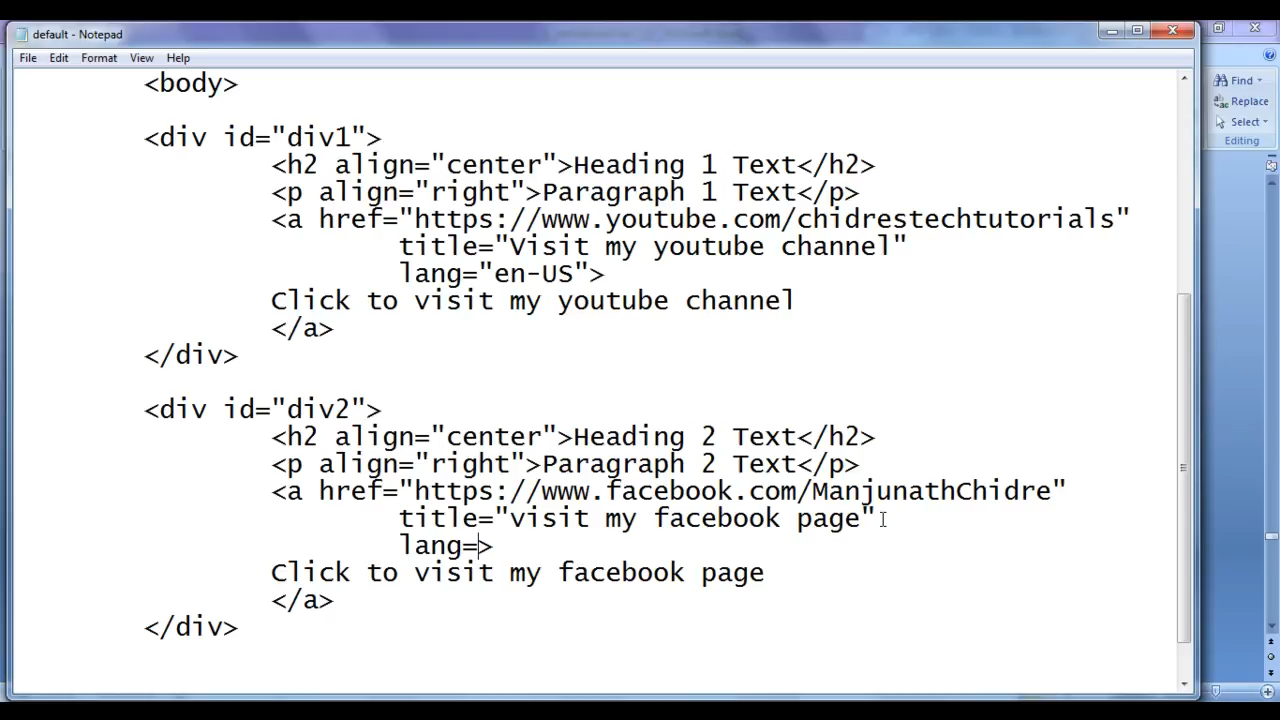 default - Notepad
File Edit Format View Help
<body>
<div id="div1">
<h2 align="center">Heading 1 Text</h2>
<p align="right">Paragraph 1 Text</p>
<a href="https://www.youtube.com/chidrestechtutorials"
title="Visit my youtube channel"
lang="en-US">
Click to visit my youtube channel
</a>
</div>
<div id="div2">
<h2 align="center">Heading 2 Text</h2>
<p align="right">Paragraph 2 Text</p>
<a href="https://www.facebook.com/ManjunathChidre"
title="visit my facebook page"
lang=>
Click to visit my facebook page
</a>
</div>
Find
Replace
Select
Editing